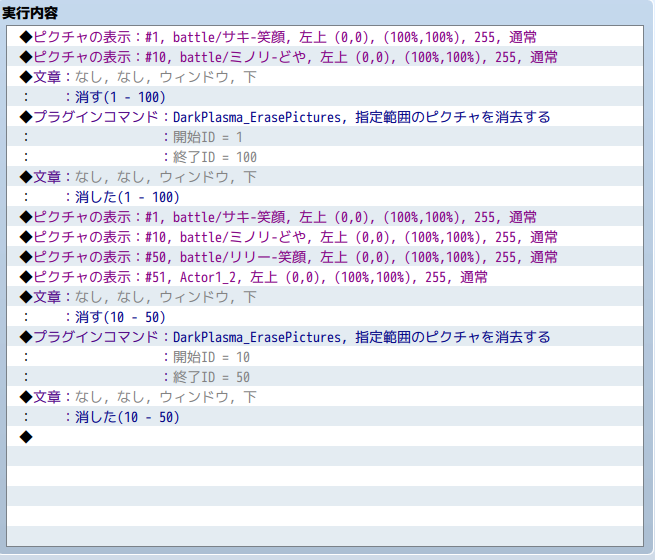 実行内容
◆ピクチャの表示：#1, battle/サキ-笑顔, 左上 (0,0), (100%,100%), 255, 通常
◆ピクチャの表示：#10, battle/ミノリ-どや, 左上 (0,0), (100%,100%), 255, 通常
◆文章：なし, なし, ウィンドウ, 下
：　　：消す(1 - 100)
◆プラグインコマンド：DarkPlasma_ErasePictures, 指定範囲のピクチャを消去する
：　　　　　　　　　：開始ID = 1
：　　　　　　　　　：終了ID = 100
◆文章：なし, なし, ウィンドウ, 下
：　　：消した(1 - 100)
◆ピクチャの表示：#1, battle/サキ-笑顔, 左上 (0,0), (100%,100%), 255, 通常
◆ピクチャの表示：#10, battle/ミノリ-どや, 左上 (0,0), (100%,100%), 255, 通常
◆ピクチャの表示：#50, battle/リリー-笑顔, 左上 (0,0), (100%,100%), 255, 通常
◆ピクチャの表示：#51, Actor1_2, 左上 (0,0), (100%,100%), 255, 通常
◆文章：なし, なし, ウィンドウ, 下
：　　：消す(10 - 50)
◆プラグインコマンド：DarkPlasma_ErasePictures, 指定範囲のピクチャを消去する
：　　　　　　　　　：開始ID = 10
：　　　　　　　　　：終了ID = 50
◆文章：なし, なし, ウィンドウ, 下
：　　：消した(10 - 50)
◆